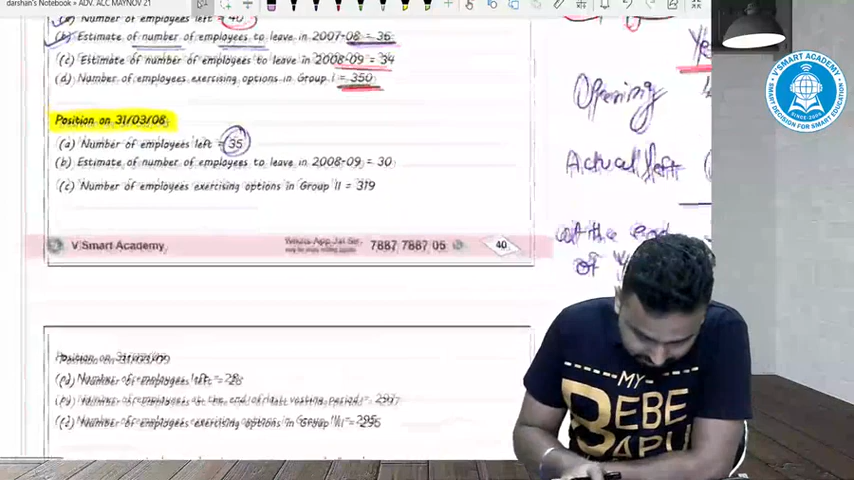 darshan's Notebook » ADV. ACC MAYNOV 21
(a) Number of employees left = 40
(b) Estimate of number of employees to leave in 2007-08 = 36
(c) Estimate of number of employees to leave in 2008-09 = 34
(d) Number of employees exercising options in Group I = 350
Position on 31/03/08
(a) Number of employees left = 35
(b) Estimate of number of employees to leave in 2008-09 = 30
(c) Number of employees exercising options in Group II = 319
V Smart Academy
7887 7887 05
40
Position on 31/03/09
(a) Number of employees left = 28
(b) Number of employees at the end of last vesting period = 297
(c) Number of employees exercising options in Group III = 295
Opening
Actual left
at the end
of
V'SMART ACADEMY
SMART DECISION FOR SMART EDUCATION
SINCE-2005
MY
BEBE
BAPU